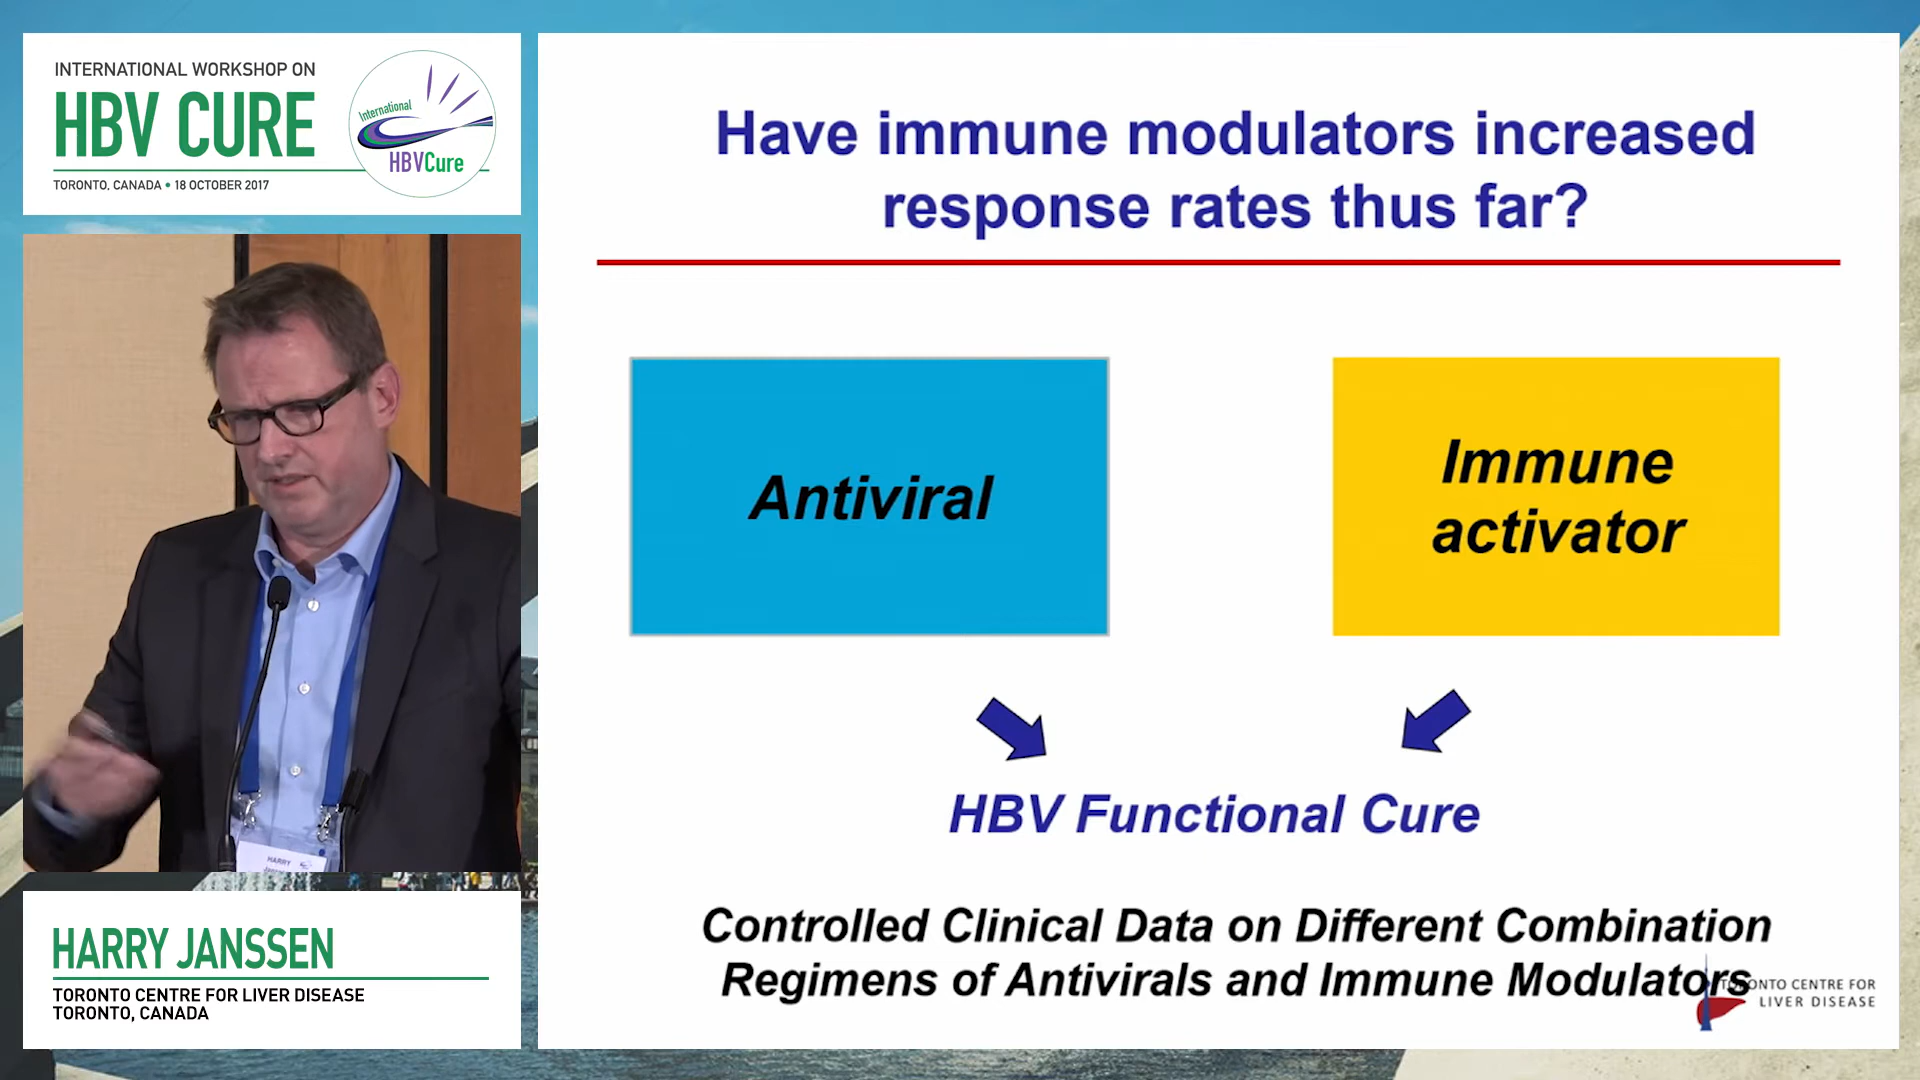 INTERNATIONAL WORKSHOP ON
HBV CURE
TORONTO, CANADA • 18 OCTOBER 2017
International
HBVCure
HARRY
HARRY JANSSEN
TORONTO CENTRE FOR LIVER DISEASE
TORONTO, CANADA
Have immune modulators increased
response rates thus far?
Antiviral
Immune
activator
HBV Functional Cure
Controlled Clinical Data on Different Combination
Regimens of Antivirals and Immune Modulators
TORONTO CENTRE FOR
LIVER DISEASE